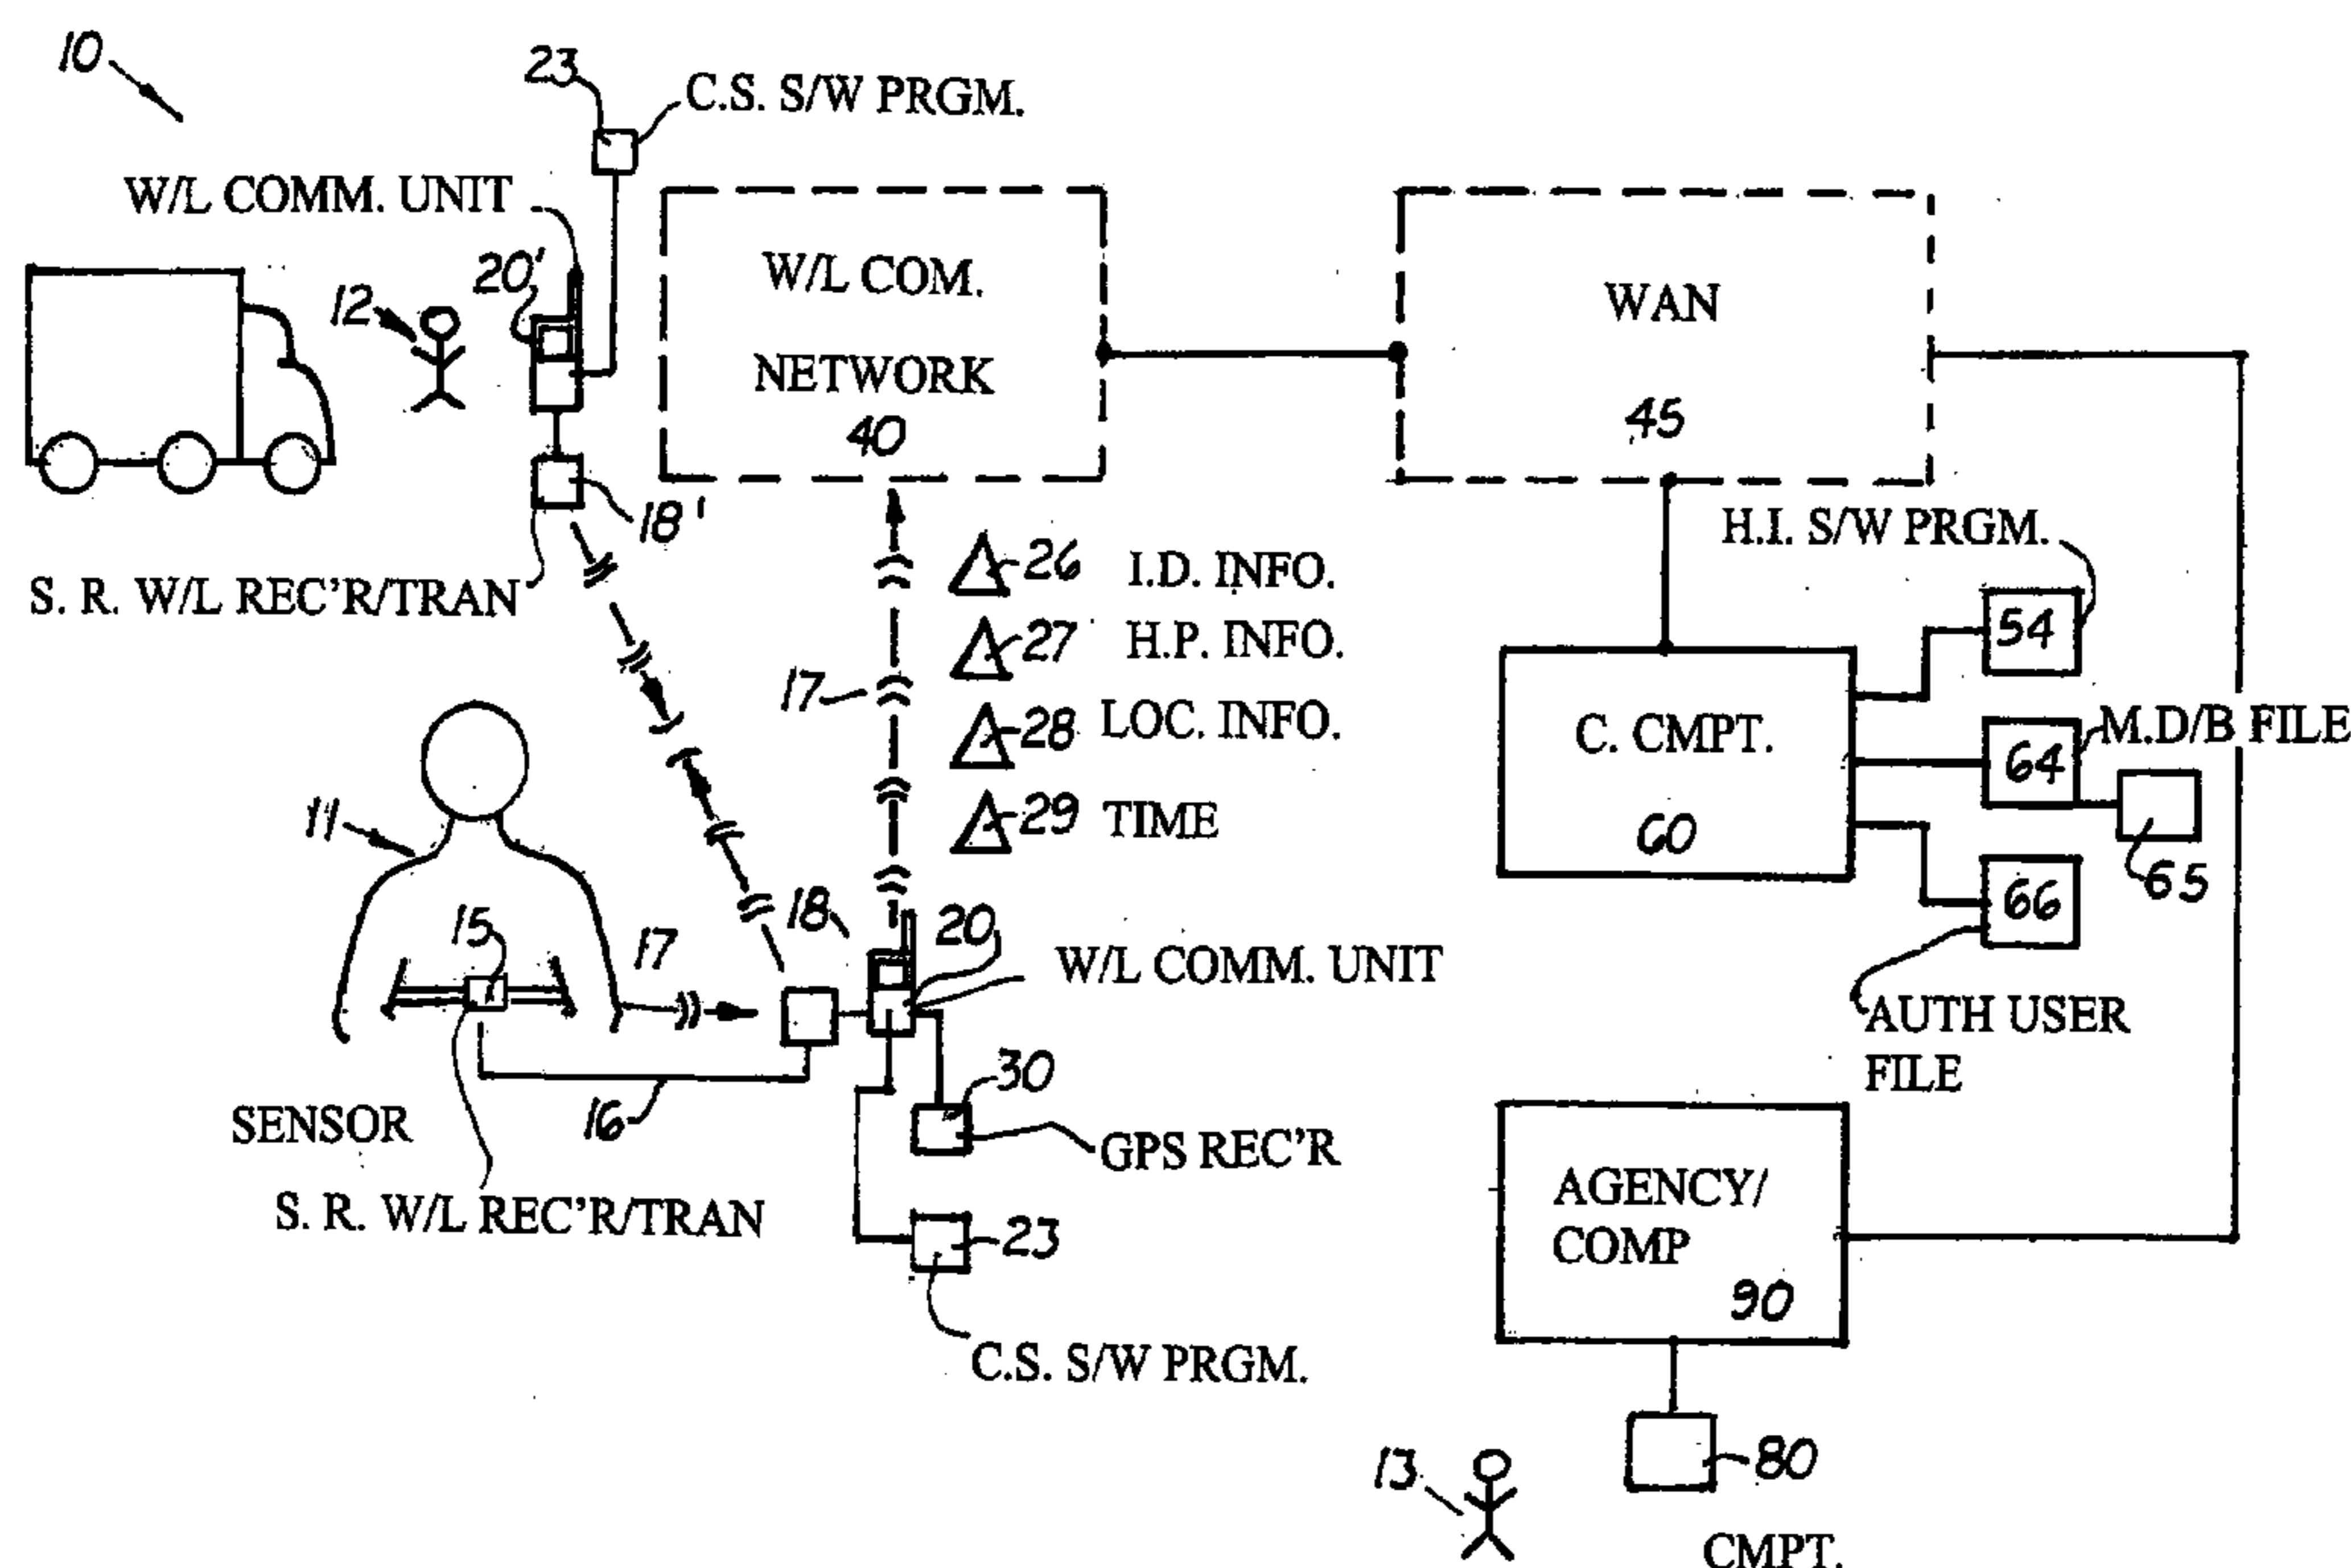 10
23
C.S. S/W PRGM.
W/L COMM. UNIT
20'
12
W/L COM.
NETWORK
40
WAN
45
18'
S. R. W/L REC'R/TRAN
H.I. S/W PRGM.
26 I.D. INFO.
27 H.P. INFO.
17
28 LOC. INFO.
29 TIME
54
C. CMPT.
60
M.D/B FILE
64
65
66
AUTH USER
FILE
11
15
17
18
20
W/L COMM. UNIT
16
SENSOR
S. R. W/L REC'R/TRAN
30
GPS REC'R
23
C.S. S/W PRGM.
AGENCY/
COMP
90
80
13
CMPT.